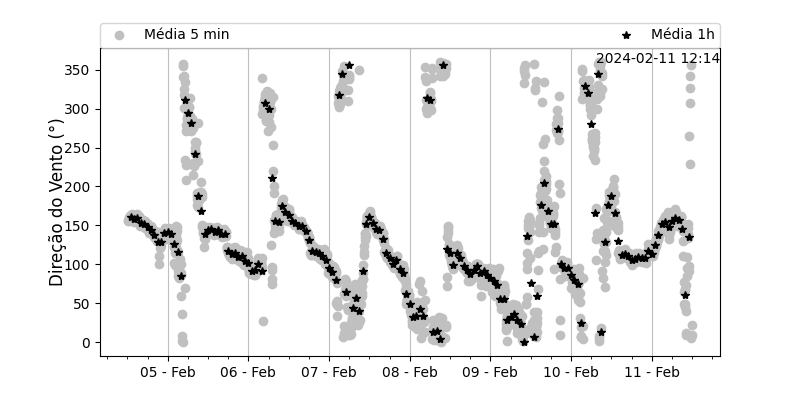 Média 5 min
Média 1h
2024-02-11 12:14
Direção do Vento (°)
350
300
250
200
150
100
50
0
05 - Feb
06 - Feb
07 - Feb
08 - Feb
09 - Feb
10 - Feb
11 - Feb